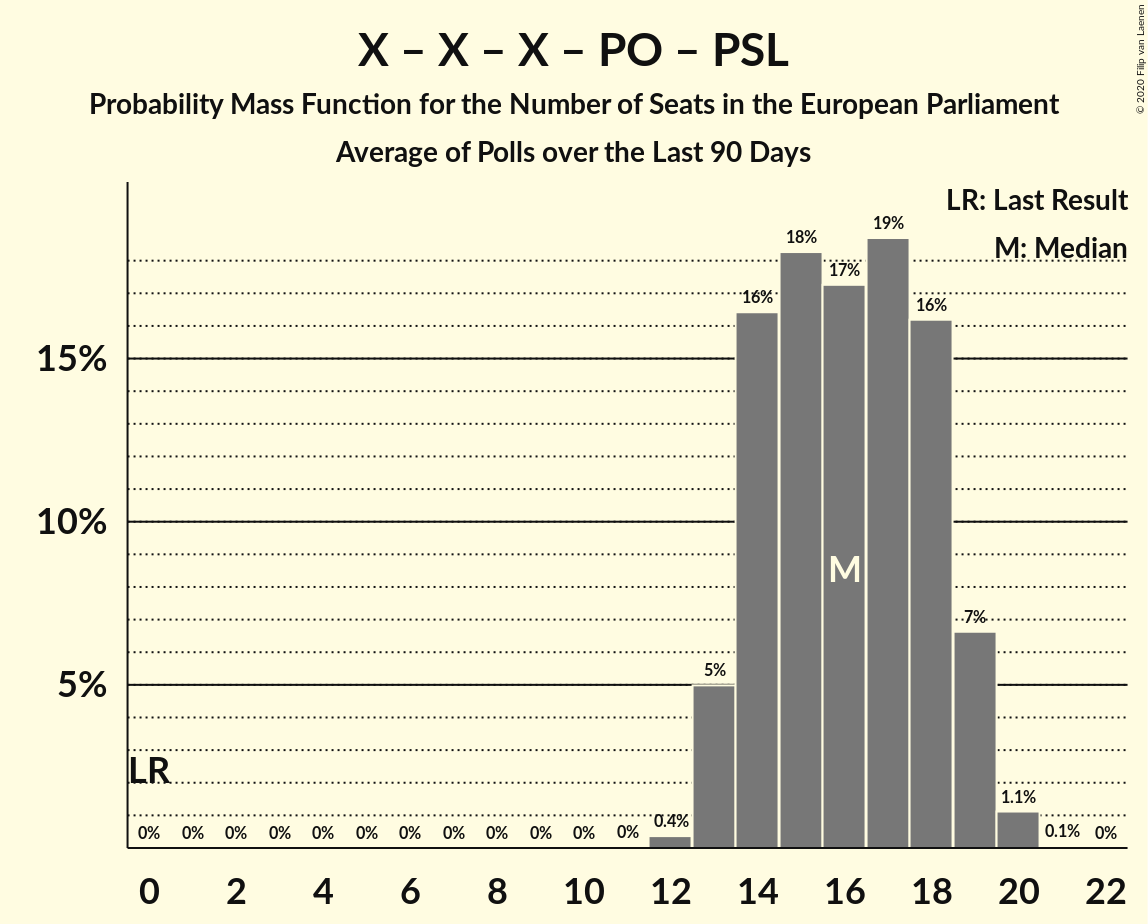 X – X – X – PO – PSL
Probability Mass Function for the Number of Seats in the European Parliament
Average of Polls over the Last 90 Days
© 2020 Filip van Laenen
LR: Last Result
M: Median
15%
10%
5%
LR
M
0% 0% 0% 0% 0% 0% 0% 0% 0% 0% 0% 0% 0.4% 5% 16% 18% 17% 19% 16% 7% 1.1% 0.1% 0%
0 2 4 6 8 10 12 14 16 18 20 22